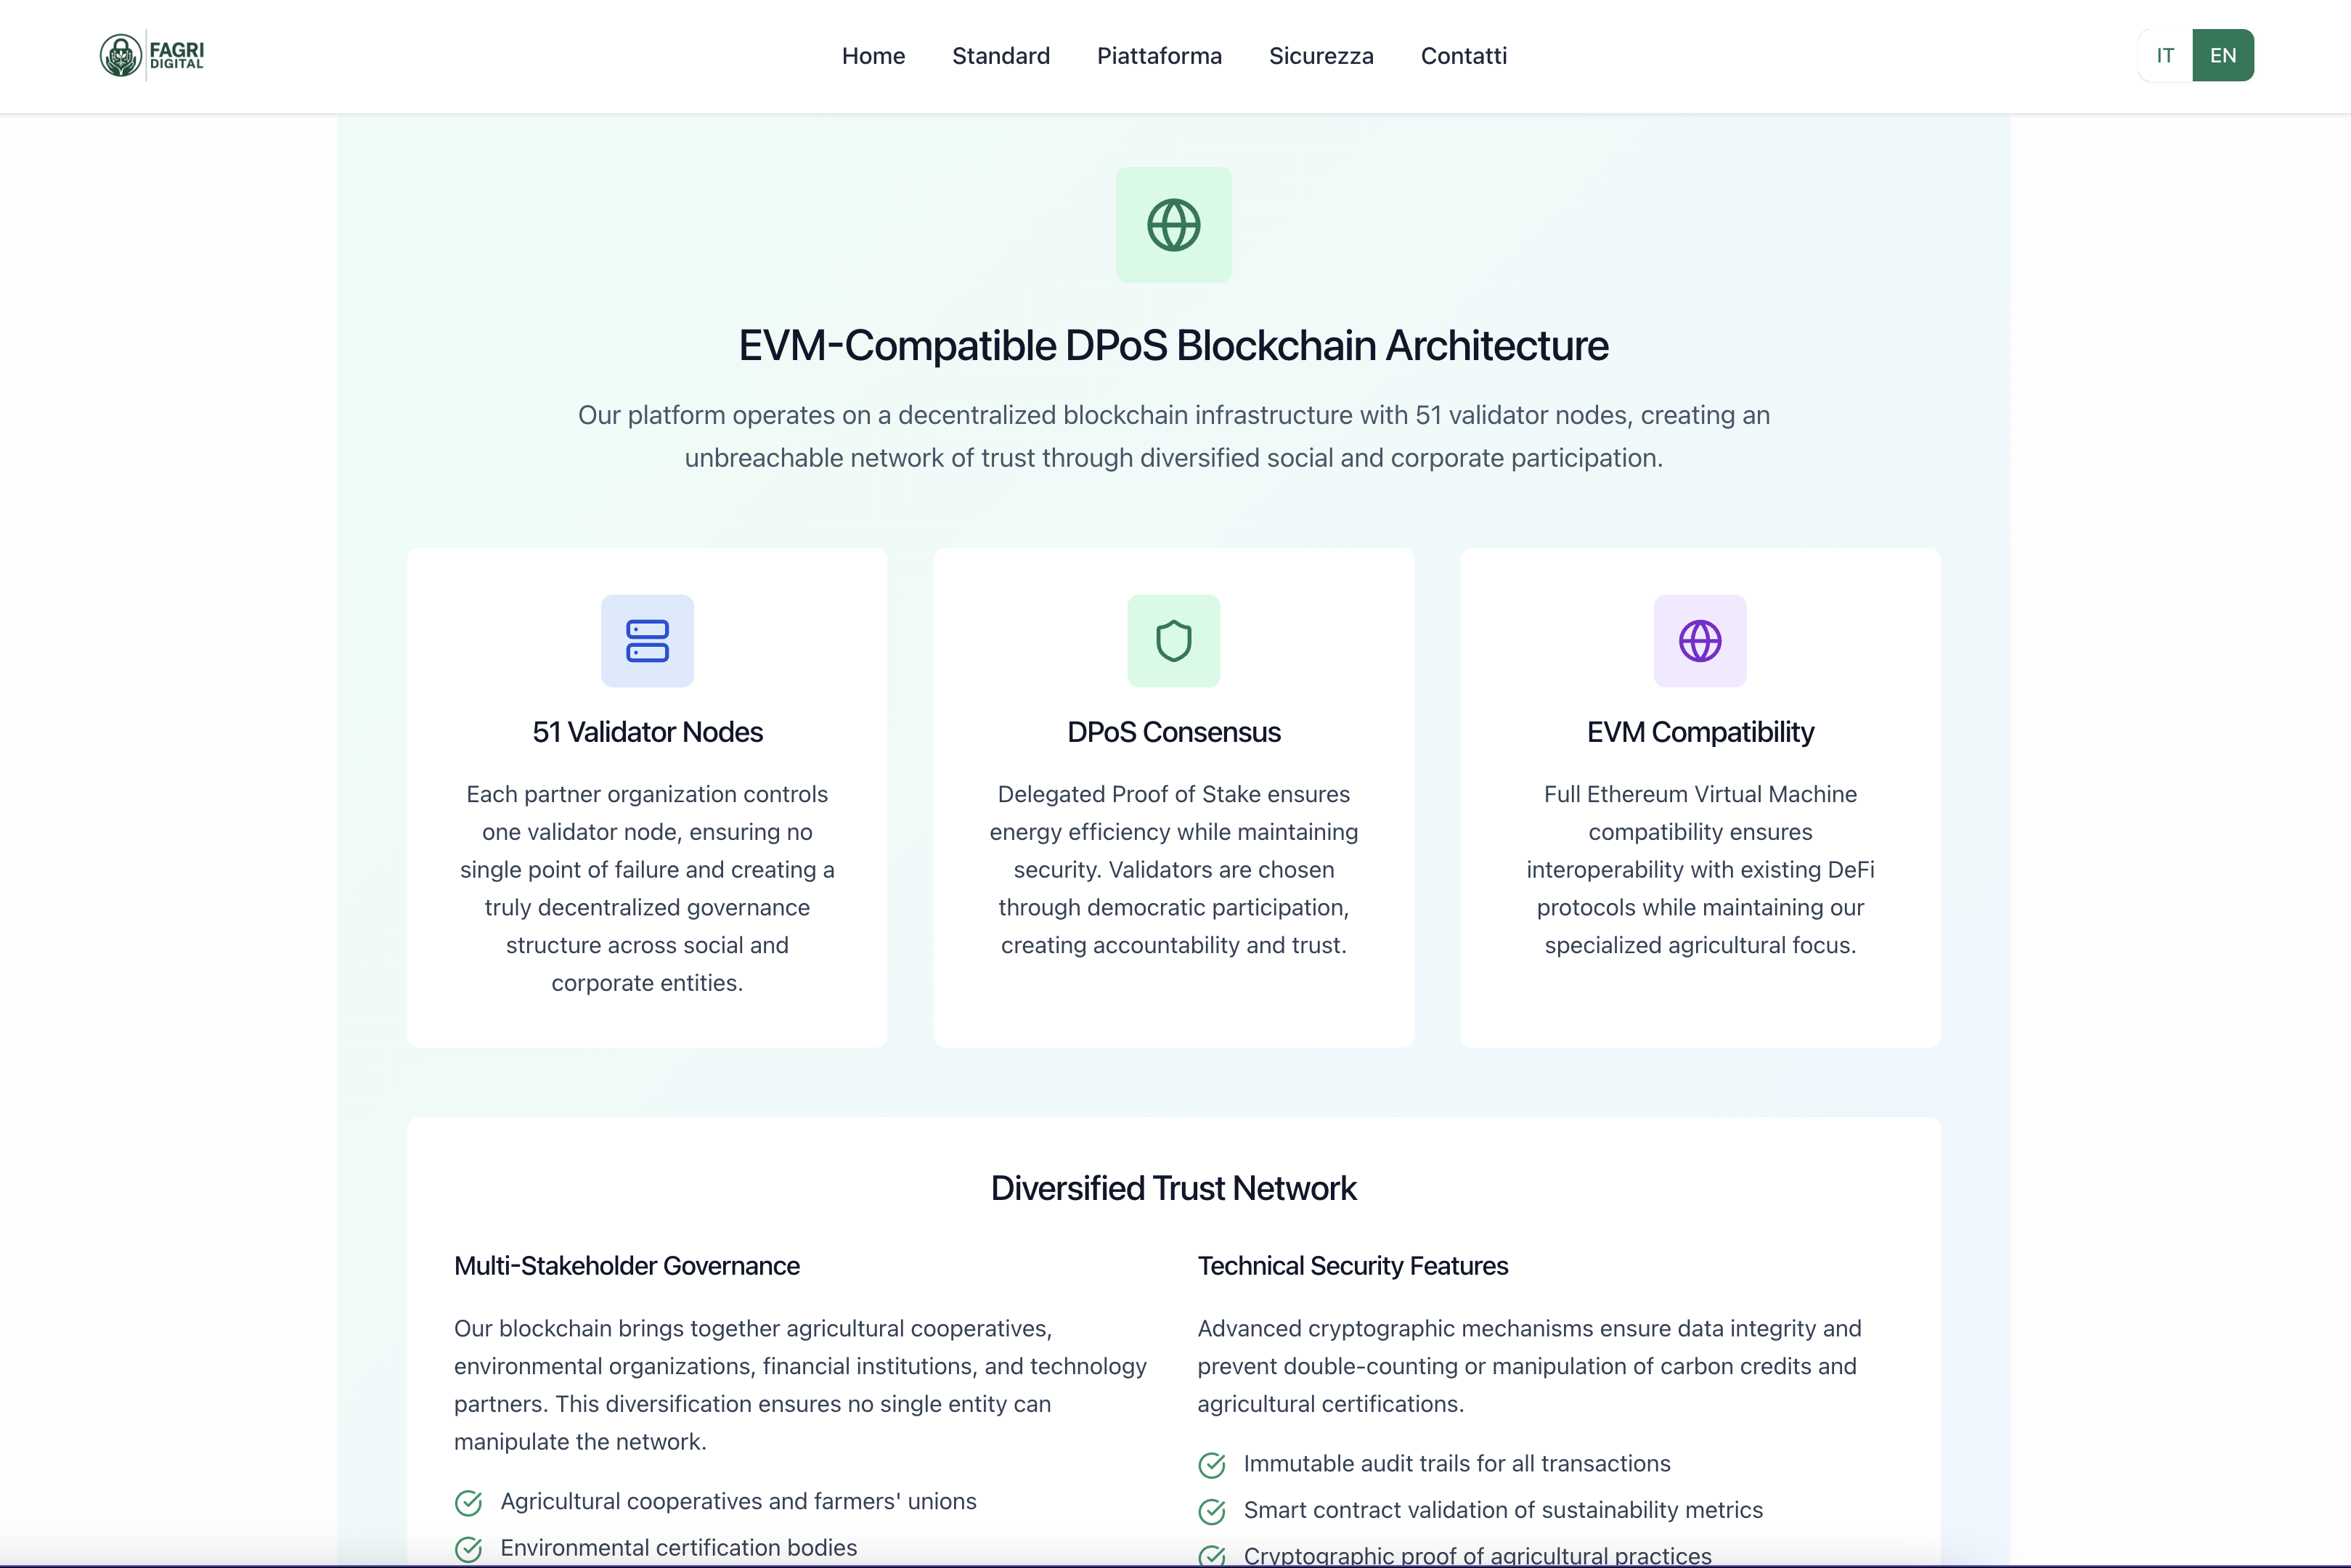 FAGRI
DIGITAL
Home
Standard
Piattaforma
Sicurezza
Contatti
IT
EN
EVM-Compatible DPoS Blockchain Architecture
Our platform operates on a decentralized blockchain infrastructure with 51 validator nodes, creating an
unbreachable network of trust through diversified social and corporate participation.
51 Validator Nodes
Each partner organization controls
one validator node, ensuring no
single point of failure and creating a
truly decentralized governance
structure across social and
corporate entities.
DPoS Consensus
Delegated Proof of Stake ensures
energy efficiency while maintaining
security. Validators are chosen
through democratic participation,
creating accountability and trust.
EVM Compatibility
Full Ethereum Virtual Machine
compatibility ensures
interoperability with existing DeFi
protocols while maintaining our
specialized agricultural focus.
Diversified Trust Network
Multi-Stakeholder Governance
Our blockchain brings together agricultural cooperatives,
environmental organizations, financial institutions, and technology
partners. This diversification ensures no single entity can
manipulate the network.
Agricultural cooperatives and farmers' unions
Environmental certification bodies
Technical Security Features
Advanced cryptographic mechanisms ensure data integrity and
prevent double-counting or manipulation of carbon credits and
agricultural certifications.
Immutable audit trails for all transactions
Smart contract validation of sustainability metrics
Cryptographic proof of agricultural practices